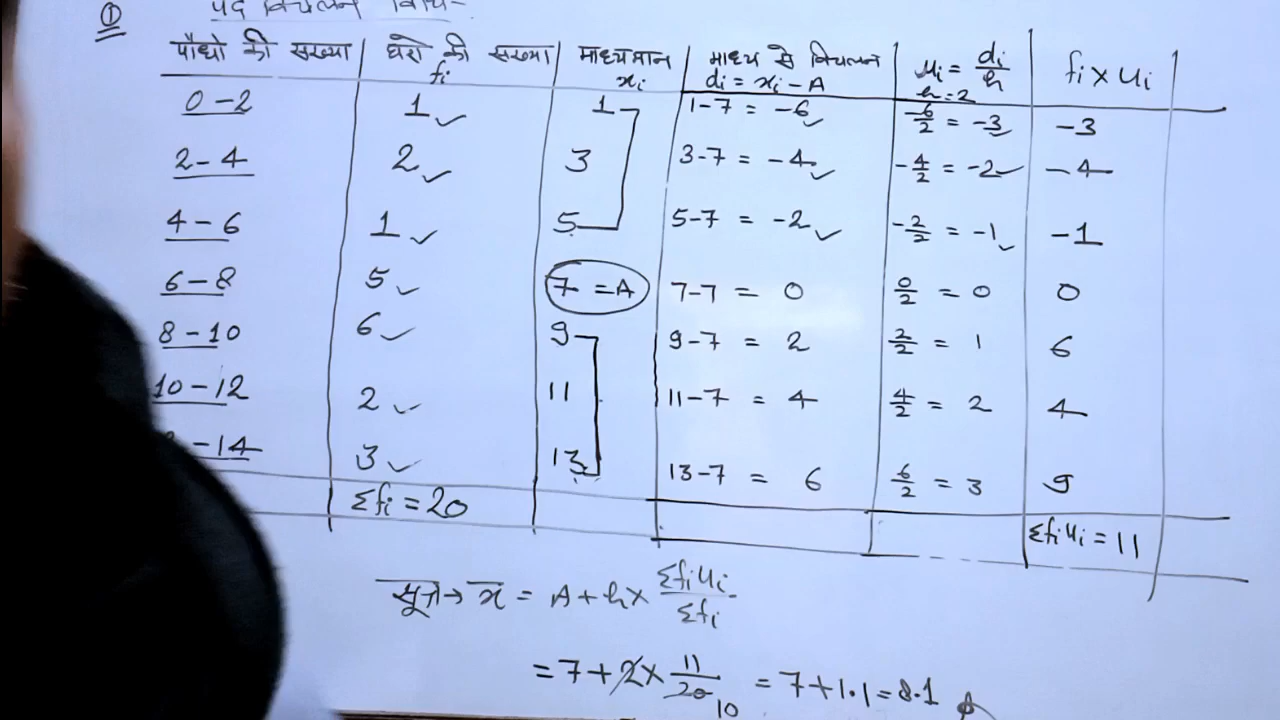 ① पद विचलन विधि-
पौधो की सख्या घरो की सख्या fi माध्यमान xi माध्य से विचलन di = xi - A ui = di/h h=2 fi x ui
0-2 1 1 1-7 = -6 -6/2 = -3 -3
2-4 2 3 3-7 = -4 -4/2 = -2 -4
4-6 1 5 5-7 = -2 -2/2 = -1 -1
6-8 5 7 = A 7-7 = 0 0/2 = 0 0
8-10 6 9 9-7 = 2 2/2 = 1 6
10-12 2 11 11-7 = 4 4/2 = 2 4
-14 3 13 13-7 = 6 6/2 = 3 9
Σfi = 20 Σfiui = 11
सूत्र→ x̄ = A + h x Σfiui/Σfi
= 7 + 2 x 11/20 10 = 7 + 1.1 = 8.1